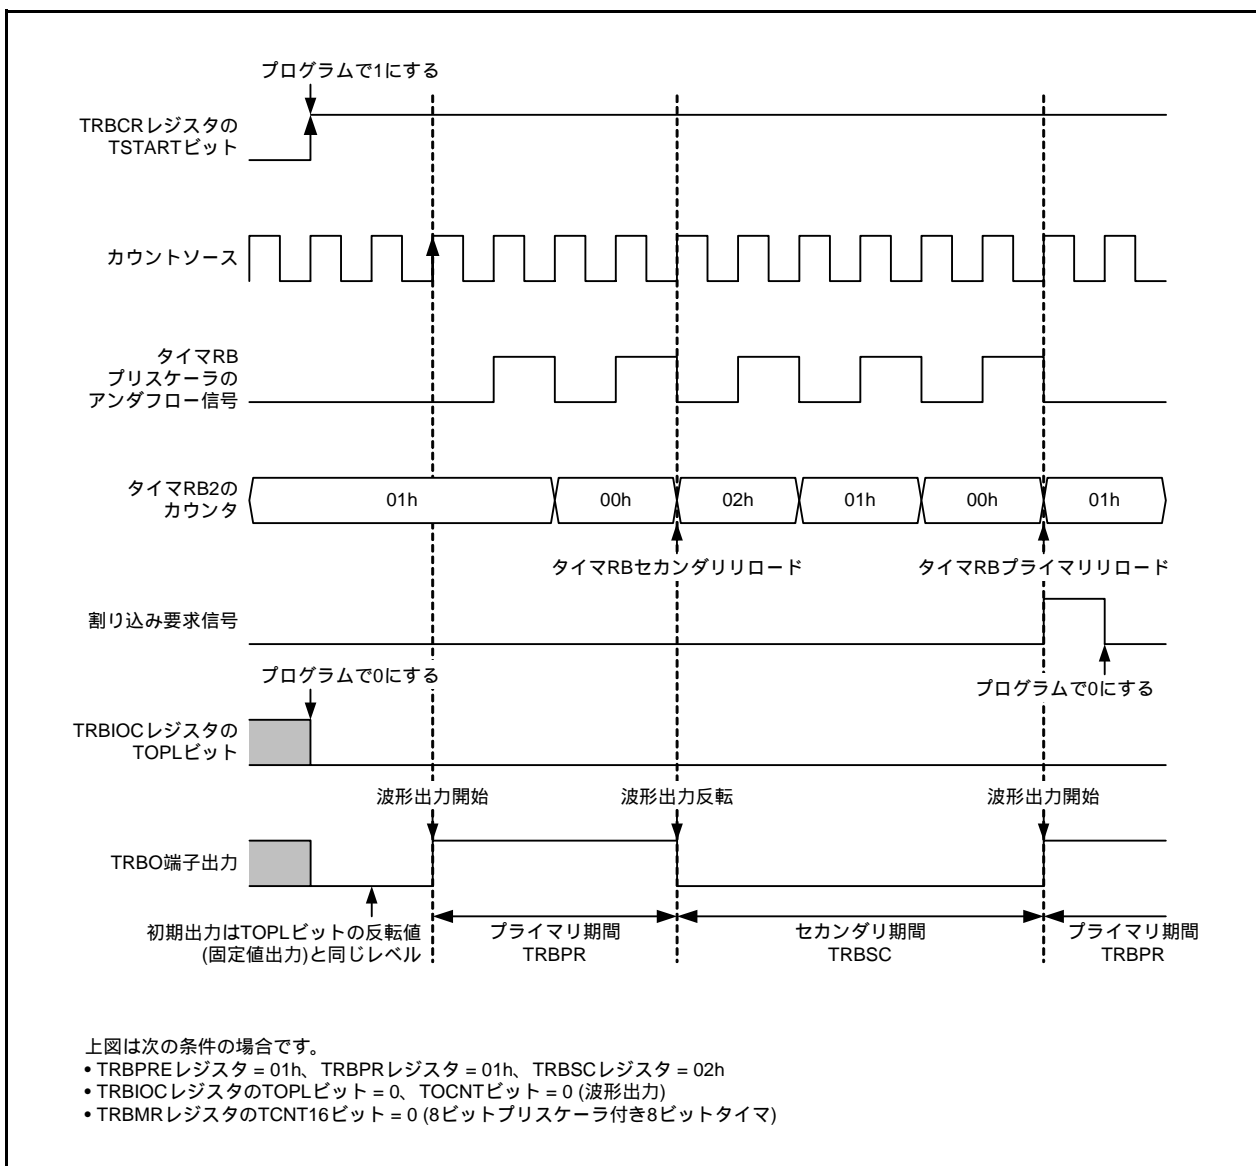 プログラムで1にする
TRBCRレジスタの
TSTARTビット
カウントソース
タイマRB
プリスケーラの
アンダフロー信号
タイマRB2の
カウンタ
01h
00h
02h
01h
00h
01h
タイマRBセカンダリリロード
タイマRBプライマリリロード
割り込み要求信号
プログラムで0にする
プログラムで0にする
TRBIOCレジスタの
TOPLビット
波形出力開始
波形出力反転
波形出力開始
TRBO端子出力
初期出力はTOPLビットの反転値
(固定値出力)と同じレベル
プライマリ期間
TRBPR
セカンダリ期間
TRBSC
プライマリ期間
TRBPR
上図は次の条件の場合です。
• TRBPREレジスタ = 01h、TRBPRレジスタ = 01h、TRBSCレジスタ = 02h
• TRBIOCレジスタのTOPLビット = 0、TOCNTビット = 0 (波形出力)
• TRBMRレジスタのTCNT16ビット = 0 (8ビットプリスケーラ付き8ビットタイマ)